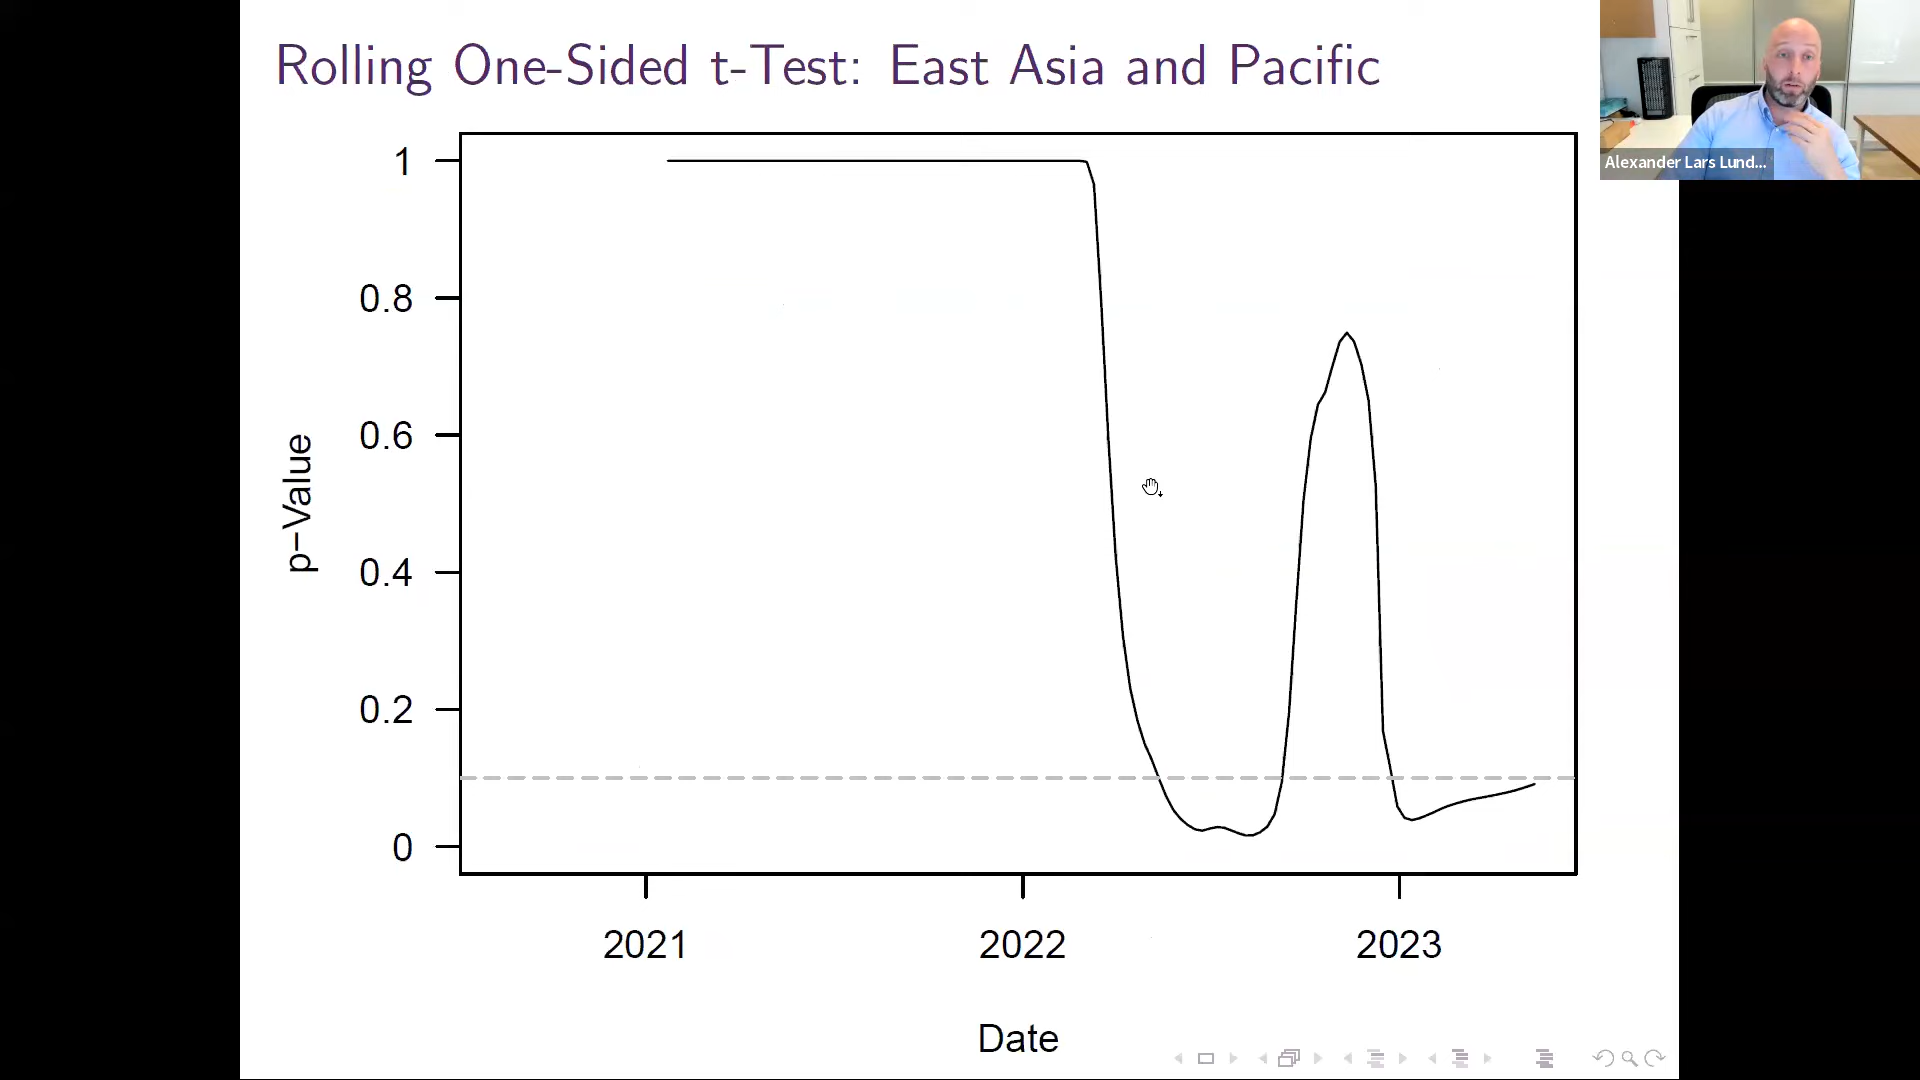 Rolling One-Sided t-Test: East Asia and Pacific
Alexander Lars Lund...
1
0.8
0.6
0.4
0.2
0
p-Value
2021
2022
2023
Date